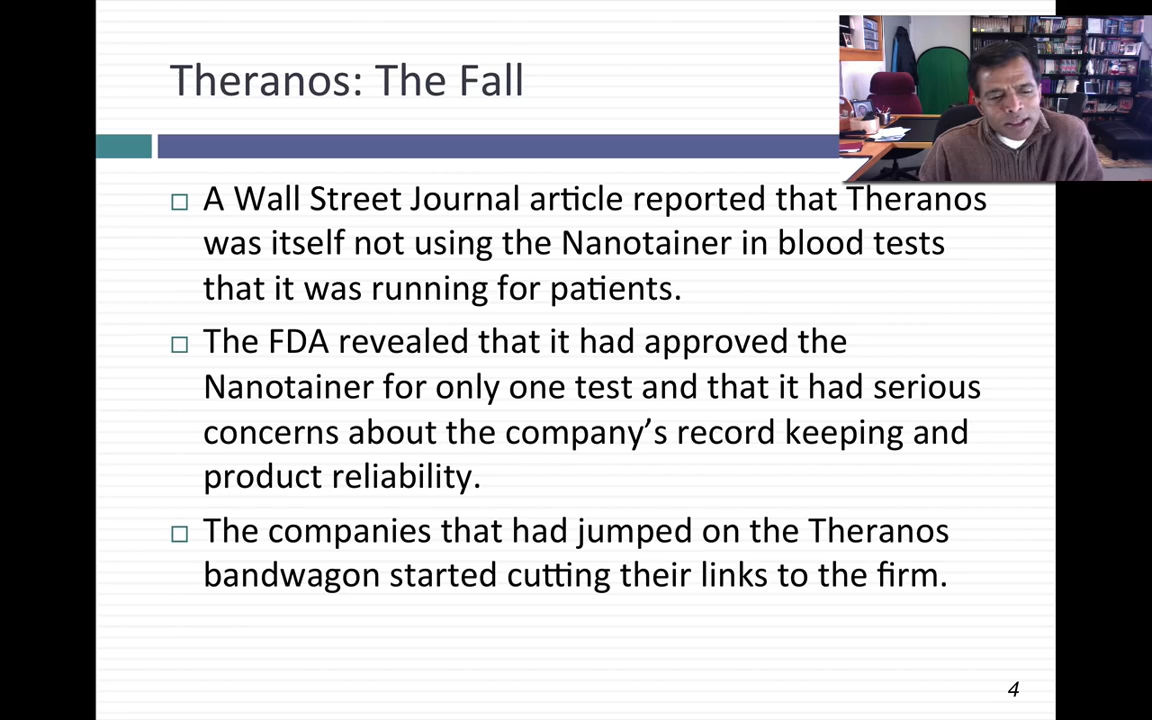 Theranos: The Fall
□ A Wall Street Journal article reported that Theranos
was itself not using the Nanotainer in blood tests
that it was running for patients.
□ The FDA revealed that it had approved the
Nanotainer for only one test and that it had serious
concerns about the company’s record keeping and
product reliability.
□ The companies that had jumped on the Theranos
bandwagon started cutting their links to the firm.
4